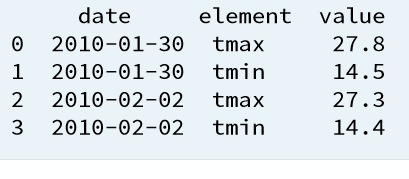 date element value
0 2010-01-30 tmax 27.8
1 2010-01-30 tmin 14.5
2 2010-02-02 tmax 27.3
3 2010-02-02 tmin 14.4